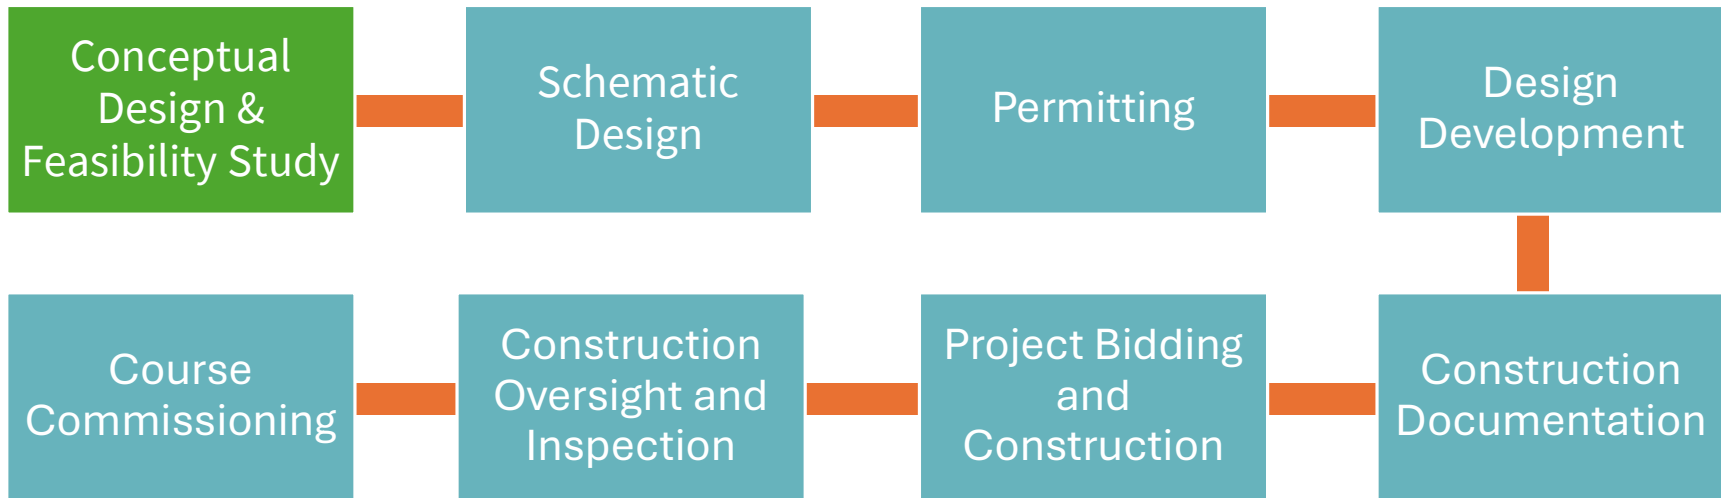 Conceptual
Design &
Feasibility Study
Schematic
Design
Permitting
Design
Development
Course
Commissioning
Construction
Oversight and
Inspection
Project Bidding
and
Construction
Construction
Documentation